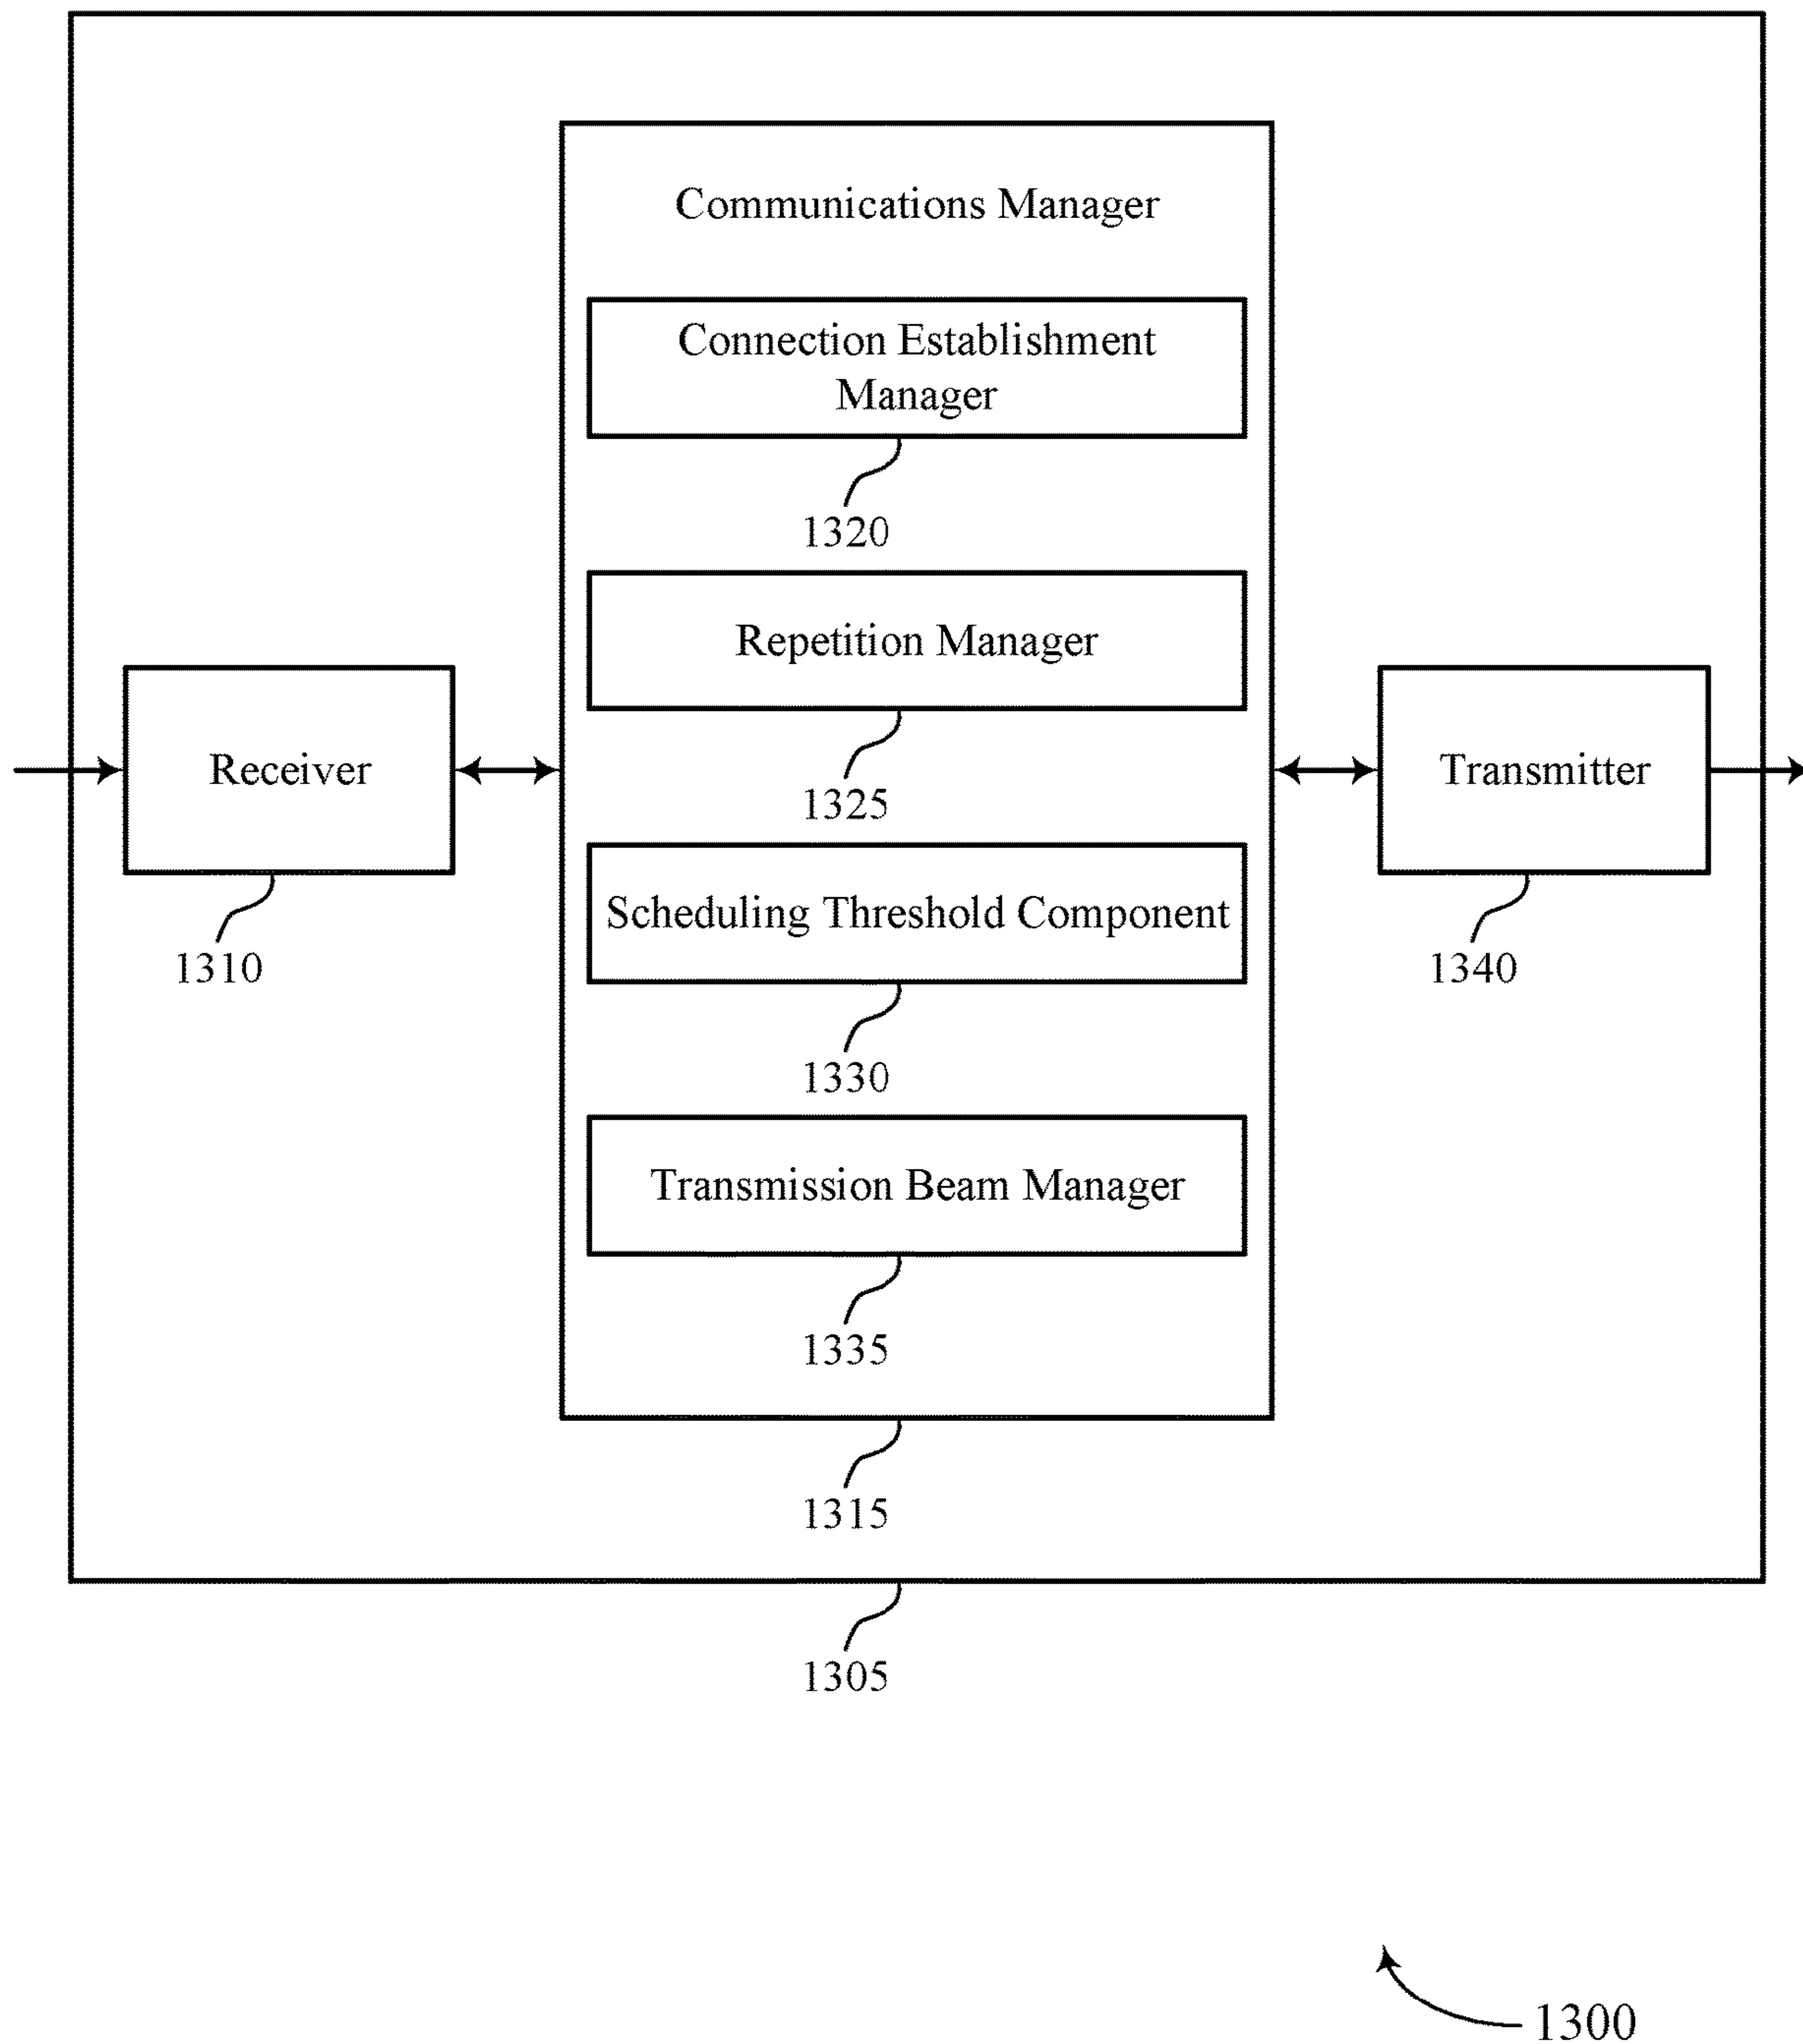 Communications Manager
Connection Establishment
Manager
1320
Repetition Manager
1325
Receiver
1310
Transmitter
1340
Scheduling Threshold Component
1330
Transmission Beam Manager
1335
1315
1305
1300